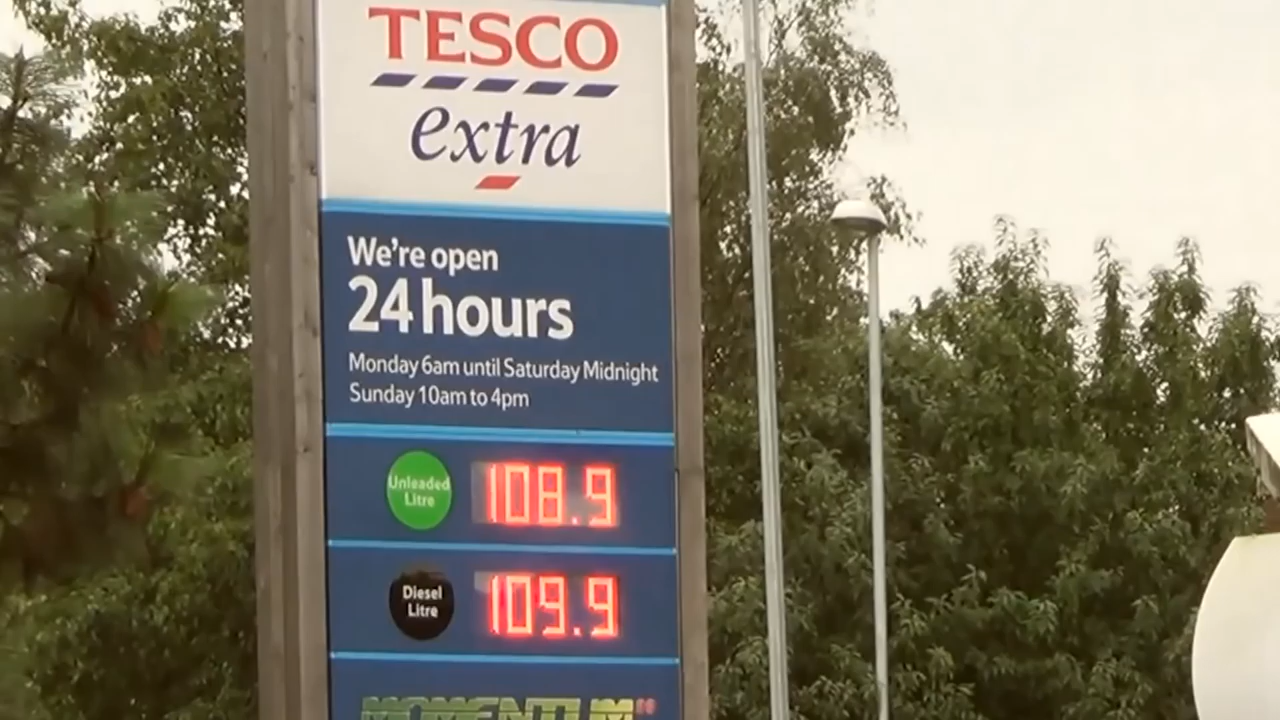 TESCO
extra
We're open
24 hours
Monday 6am until Saturday Midnight
Sunday 10am to 4pm
Unleaded
Litre
108.9
Diesel
Litre
109.9
MOMENTUM